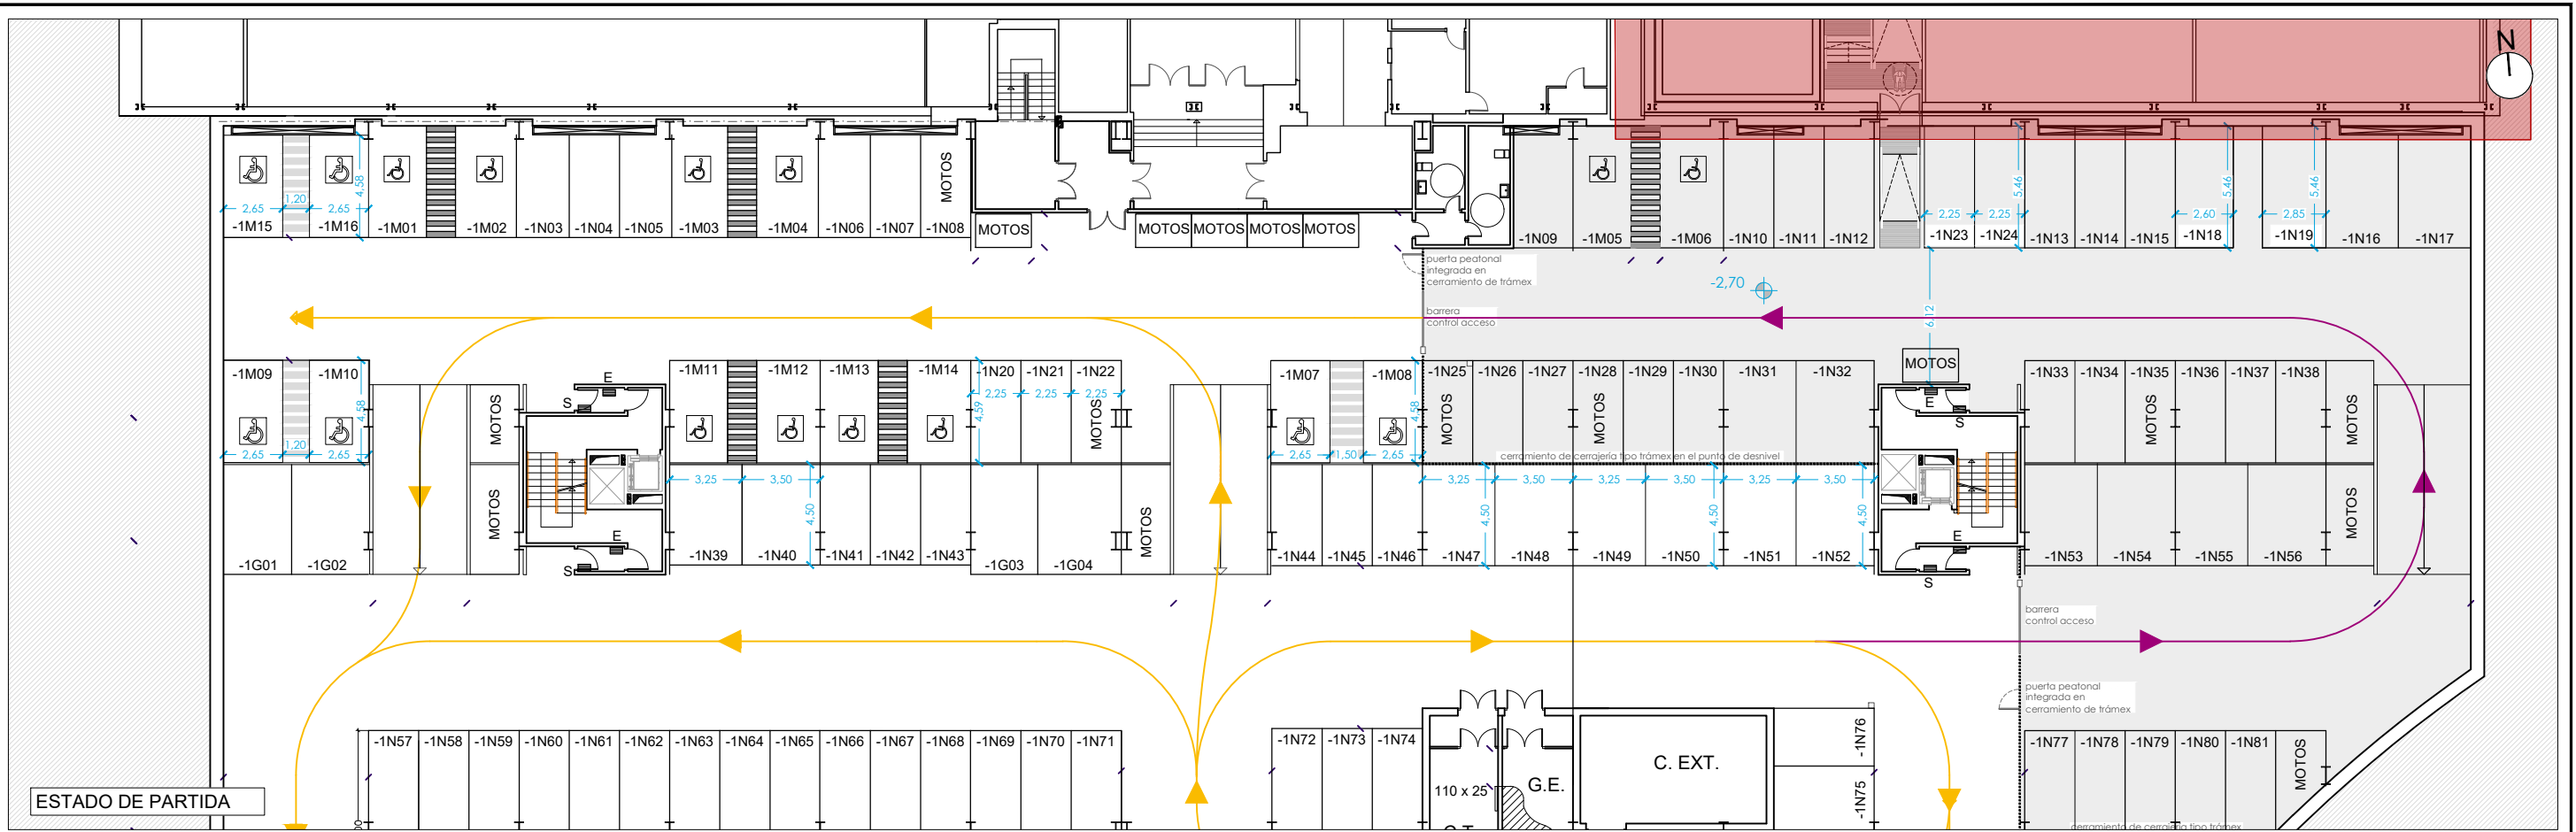 N
MOTOS
4,58
5,46
5,46
1,20
2,65
2,65
-1M15
-1M16
-1M01
-1M02
-1N03
-1N04
-1N05
-1M03
-1M04
-1N06
-1N07
-1N08
MOTOS
MOTOS
MOTOS
MOTOS
MOTOS
2,25
2,25
2,60
2,85
-1N09
-1M05
-1M06
-1N10
-1N11
-1N12
-1N23
-1N24
-1N13
-1N14
-1N15
-1N18
-1N19
-1N16
-1N17
puerta peatonal
integrada en
cerramiento de trámex
-2,70
barrera
control acceso
6,12
MOTOS
-1M09
-1M10
-1M11
-1M12
-1M13
-1M14
-1N20
-1N21
-1N22
-1M07
-1M08
-1N25
-1N26
-1N27
-1N28
-1N29
-1N30
-1N31
-1N32
-1N33
-1N34
-1N35
-1N36
-1N37
-1N38
E
S
2,25
2,25
2,25
4,58
4,59
4,58
MOTOS
MOTOS
MOTOS
MOTOS
MOTOS
MOTOS
E
S
1,20
2,65
2,65
2,65
1,50
2,65
cerramiento de cerrajería tipo trámex en el punto de desnivel
3,25
3,50
3,25
3,50
3,25
3,50
3,25
3,50
4,50
4,50
4,50
4,50
MOTOS
MOTOS
MOTOS
E
S
E
S
-1G01
-1G02
-1N39
-1N40
-1N41
-1N42
-1N43
-1G03
-1G04
-1N44
-1N45
-1N46
-1N47
-1N48
-1N49
-1N50
-1N51
-1N52
-1N53
-1N54
-1N55
-1N56
barrera
control acceso
puerta peatonal
integrada en
cerramiento de trámex
-1N57
-1N58
-1N59
-1N60
-1N61
-1N62
-1N63
-1N64
-1N65
-1N66
-1N67
-1N68
-1N69
-1N70
-1N71
-1N72
-1N73
-1N74
-1N76
-1N75
-1N77
-1N78
-1N79
-1N80
-1N81
MOTOS
C. EXT.
G.E.
110 x 25
ESTADO DE PARTIDA
cerramiento de cerrajería tipo trámex